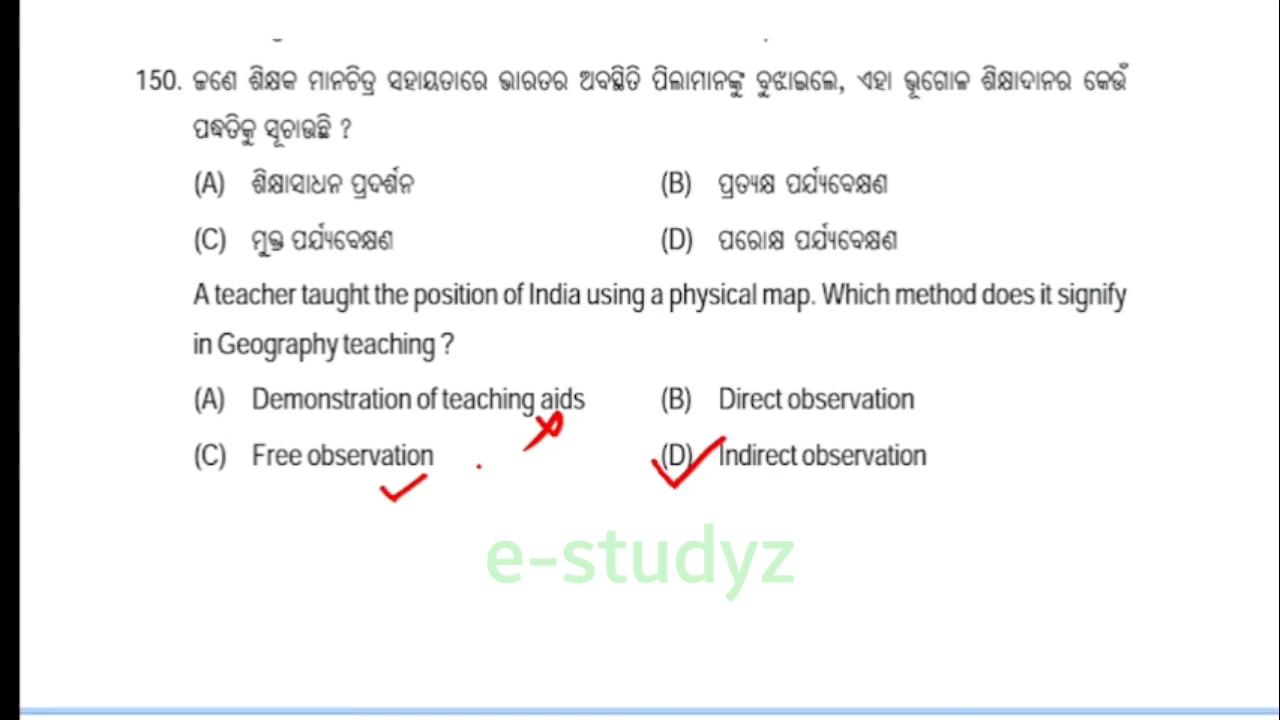 150. ଜଣେ ଶିକ୍ଷକ ମାନଚିତ୍ର ସହାୟତାରେ ଭାରତର ଅବସ୍ଥିତି ପିଲାମାନଙ୍କୁ ବୁଝାଇଲେ, ଏହା ଭୂଗୋଳ ଶିକ୍ଷାଦାନର କେଉଁ
ପଦ୍ଧତିକୁ ସୂଚାଉଛି ?
(A) ଶିକ୍ଷାସାଧନ ପ୍ରଦର୍ଶନ (B) ପ୍ରତ୍ୟକ୍ଷ ପର୍ଯ୍ୟବେକ୍ଷଣ
(C) ମୁକ୍ତ ପର୍ଯ୍ୟବେକ୍ଷଣ (D) ପରୋକ୍ଷ ପର୍ଯ୍ୟବେକ୍ଷଣ
A teacher taught the position of India using a physical map. Which method does it signify
in Geography teaching ?
(A) Demonstration of teaching aids (B) Direct observation
(C) Free observation (D) Indirect observation
e-studyz